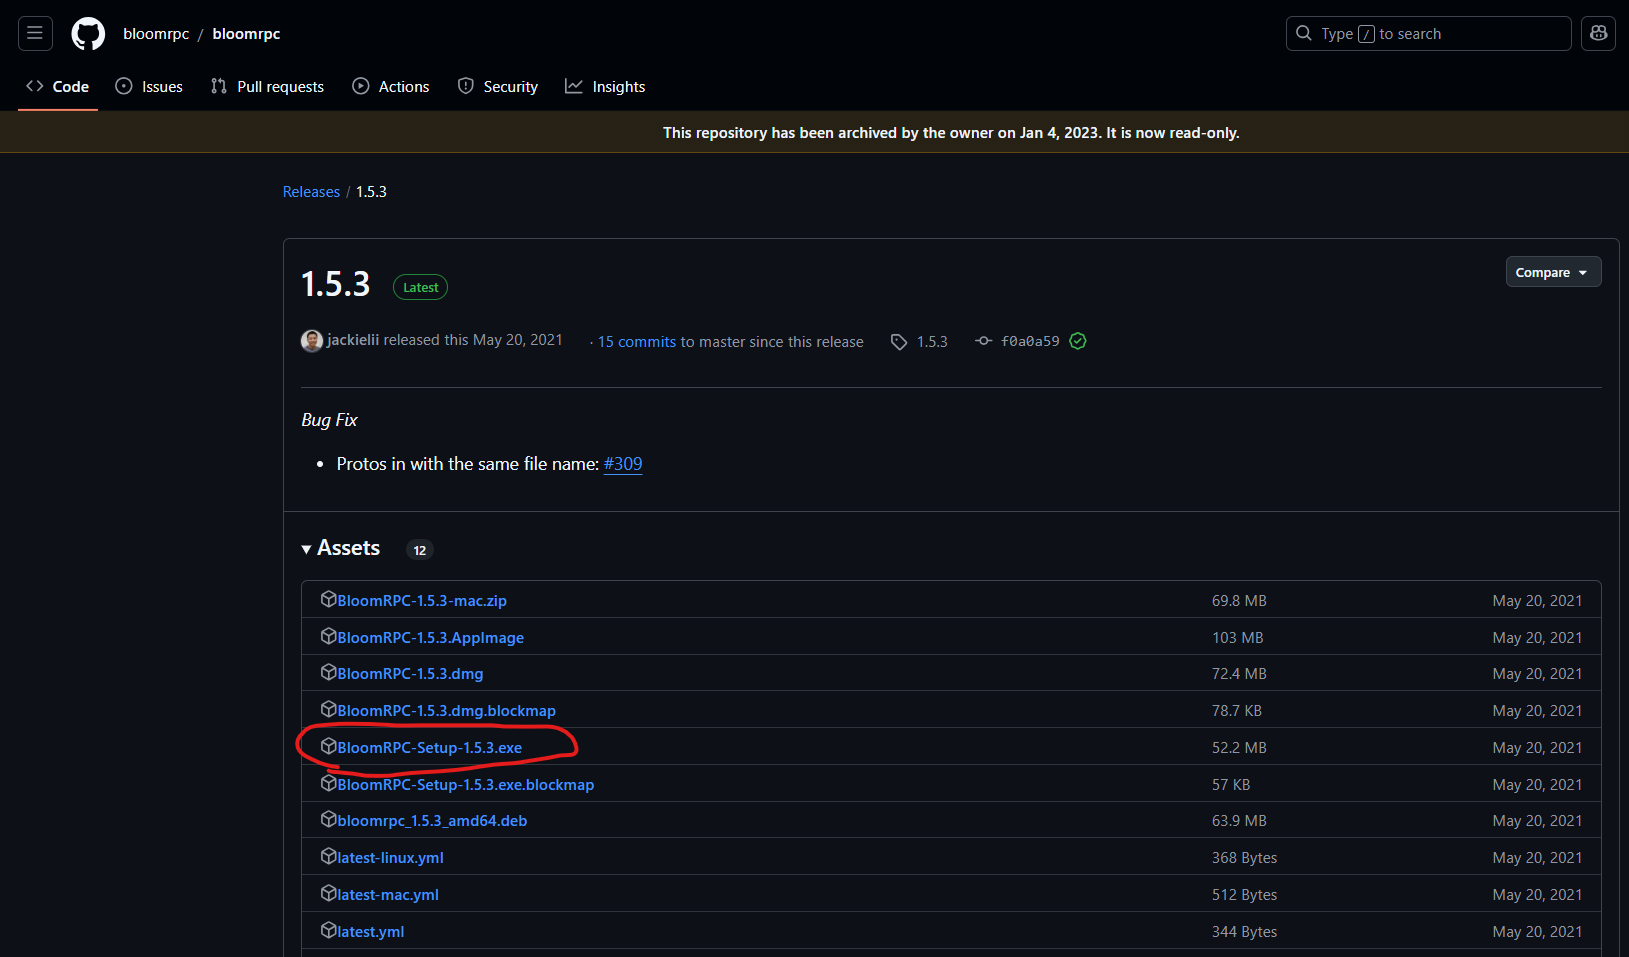 bloomrpc / bloomrpc
Type / to search
Code Issues Pull requests Actions Security Insights
This repository has been archived by the owner on Jan 4, 2023. It is now read-only.
Releases / 1.5.3
1.5.3 Latest
Compare
jackielii released this May 20, 2021 · 15 commits to master since this release 1.5.3 f0a0a59
Bug Fix
• Protos in with the same file name: #309
Assets 12
BloomRPC-1.5.3-mac.zip 69.8 MB May 20, 2021
BloomRPC-1.5.3.AppImage 103 MB May 20, 2021
BloomRPC-1.5.3.dmg 72.4 MB May 20, 2021
BloomRPC-1.5.3.dmg.blockmap 78.7 KB May 20, 2021
BloomRPC-Setup-1.5.3.exe 52.2 MB May 20, 2021
BloomRPC-Setup-1.5.3.exe.blockmap 57 KB May 20, 2021
bloomrpc_1.5.3_amd64.deb 63.9 MB May 20, 2021
latest-linux.yml 368 Bytes May 20, 2021
latest-mac.yml 512 Bytes May 20, 2021
latest.yml 344 Bytes May 20, 2021